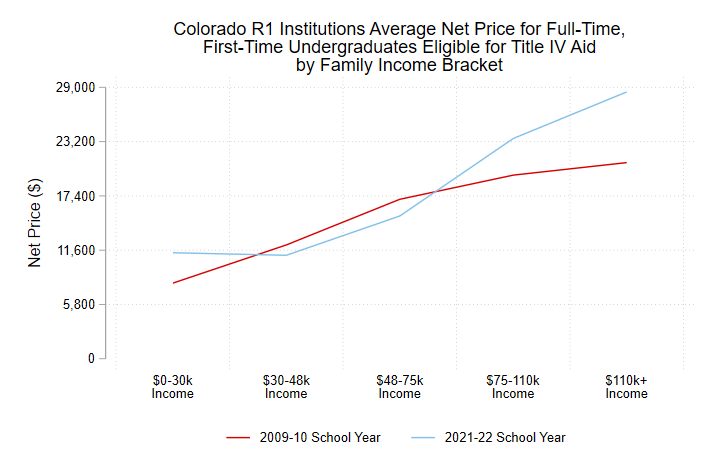 Colorado R1 Institutions Average Net Price for Full-Time,
First-Time Undergraduates Eligible for Title IV Aid
by Family Income Bracket
Net Price ($)
29,000
23,200
17,400
11,600
5,800
0
$0-30k
Income
$30-48k
Income
$48-75k
Income
$75-110k
Income
$110k+
Income
2009-10 School Year
2021-22 School Year